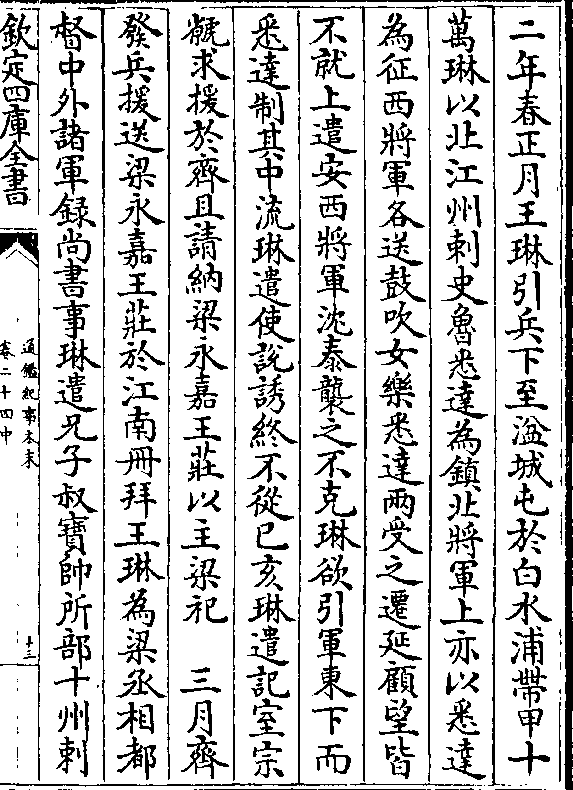 二年春正月王琳引兵下至湓城屯於白水浦帶甲十
萬琳以北江州刺史魯悉達為鎮北將軍上亦以悉達
為征西將軍各送鼓吹女樂悉達兩受之遷延顧望皆
不就上遣安西將軍沈泰襲之不克琳欲引軍東下而
悉達制其中流琳遣使說誘終不從已亥琳遣記室宗
虩求援於齊且請納梁永嘉王莊以主梁祀　三月齊
發兵援送梁永嘉王莊於江南冊拜王琳為梁丞相都
督中外諸軍録尚書事琳遣兄子叔寶帥所部十州刺
欽定四庫全書
通鑑紀事本末
卷二十四中
十三